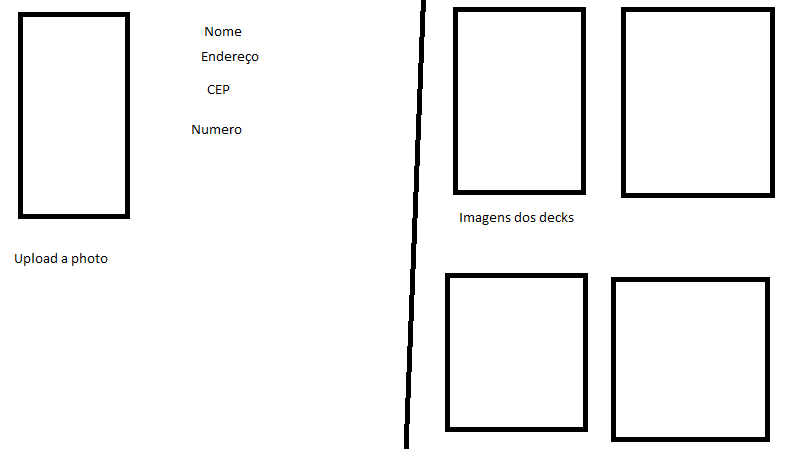 Nome
Endereço
CEP
Numero
Upload a photo
Imagens dos decks